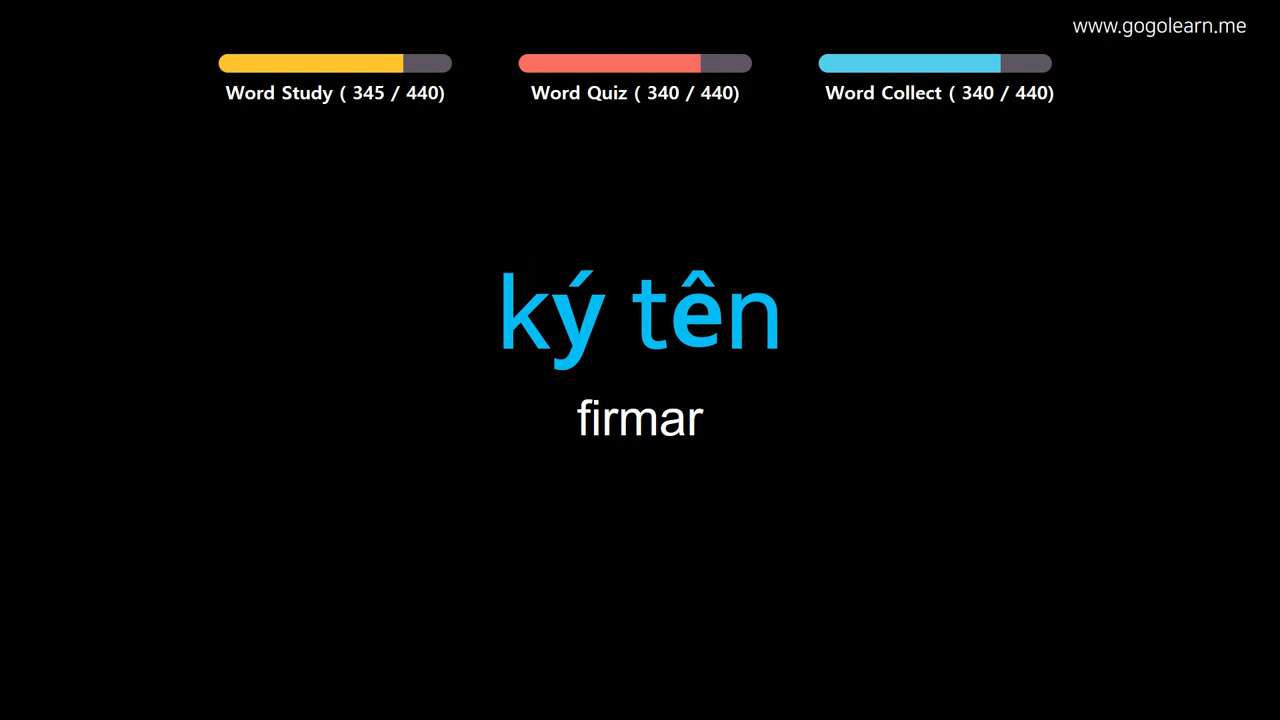 www.gogolearn.me
Word Study ( 345 / 440)
Word Quiz ( 340 / 440)
Word Collect ( 340 / 440)
ký tên
firmar